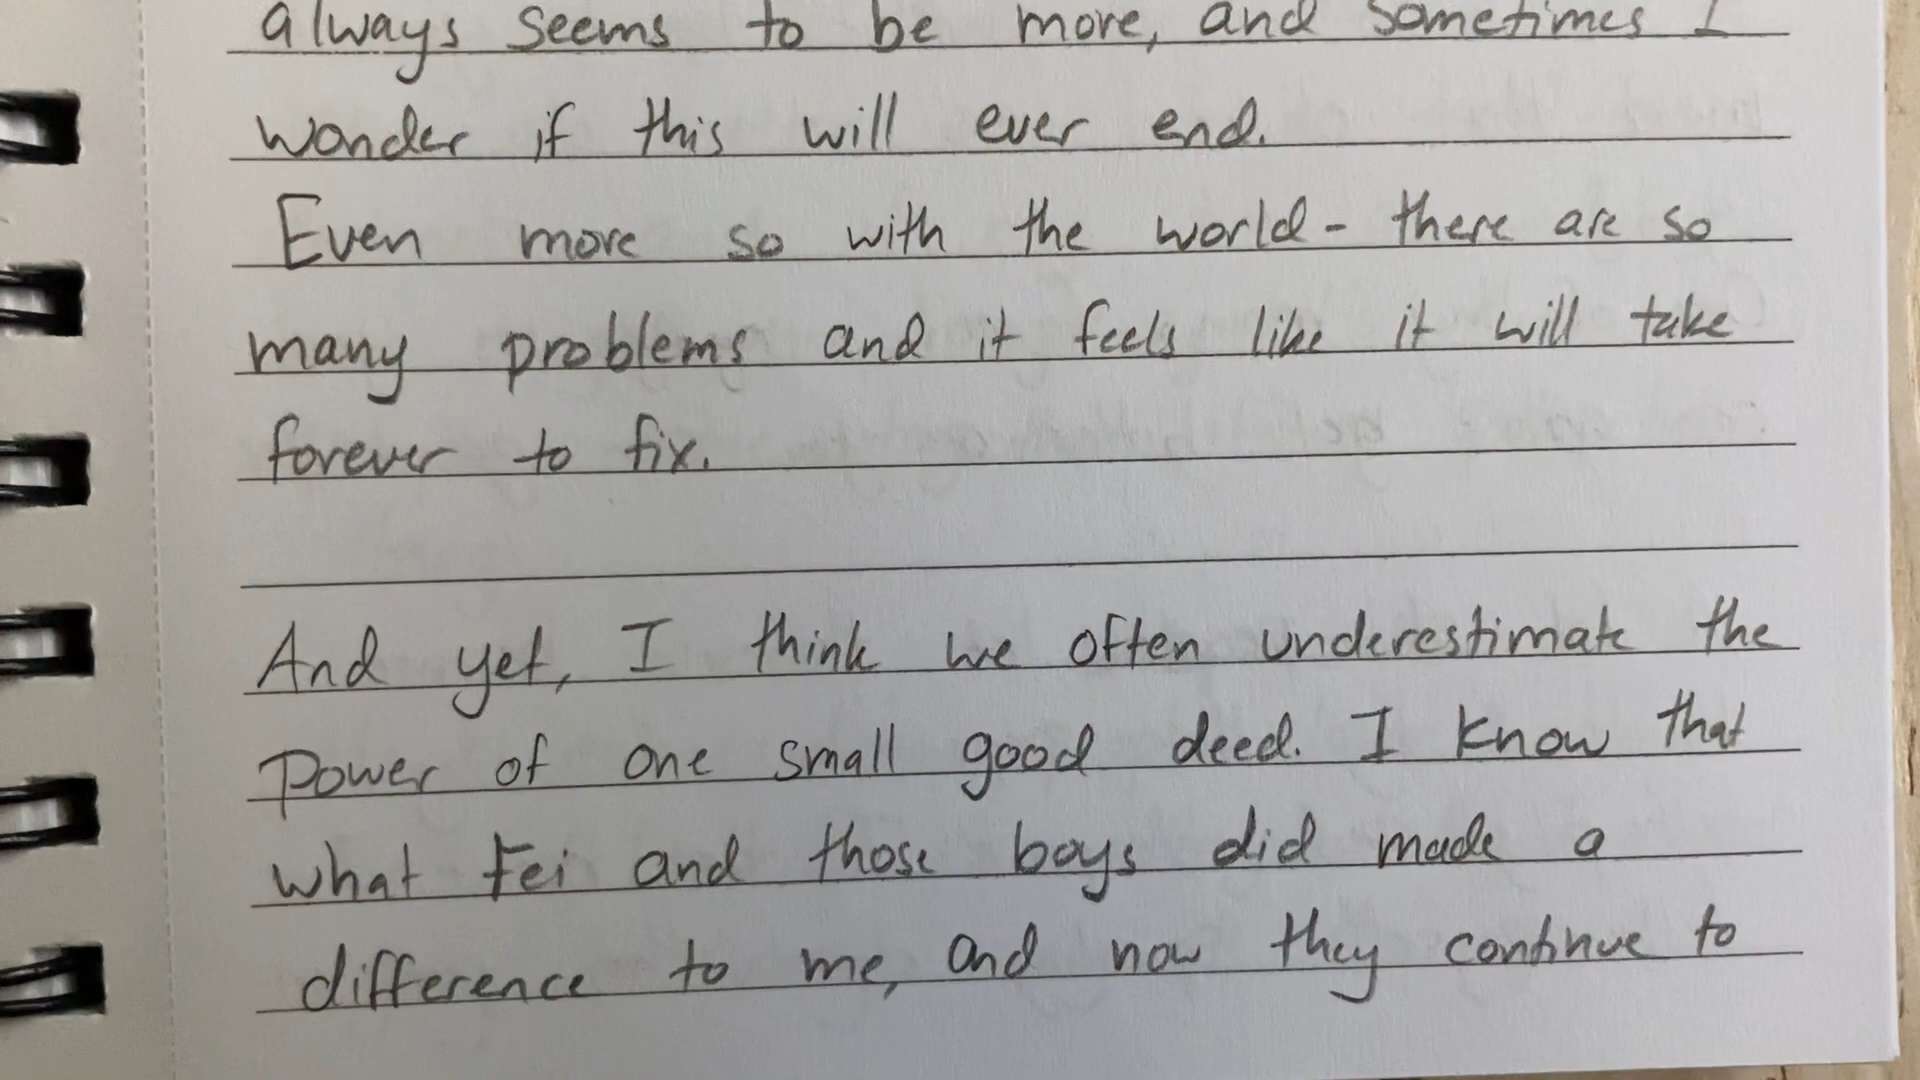 always seems to be more, and sometimes I
wonder if this will ever end.
Even more so with the world - there are so
many problems and it feels like it will take
forever to fix.
And yet, I think we often underestimate the
power of one small good deed. I know that
what Fei and those boys did made a
difference to me, and now they continue to